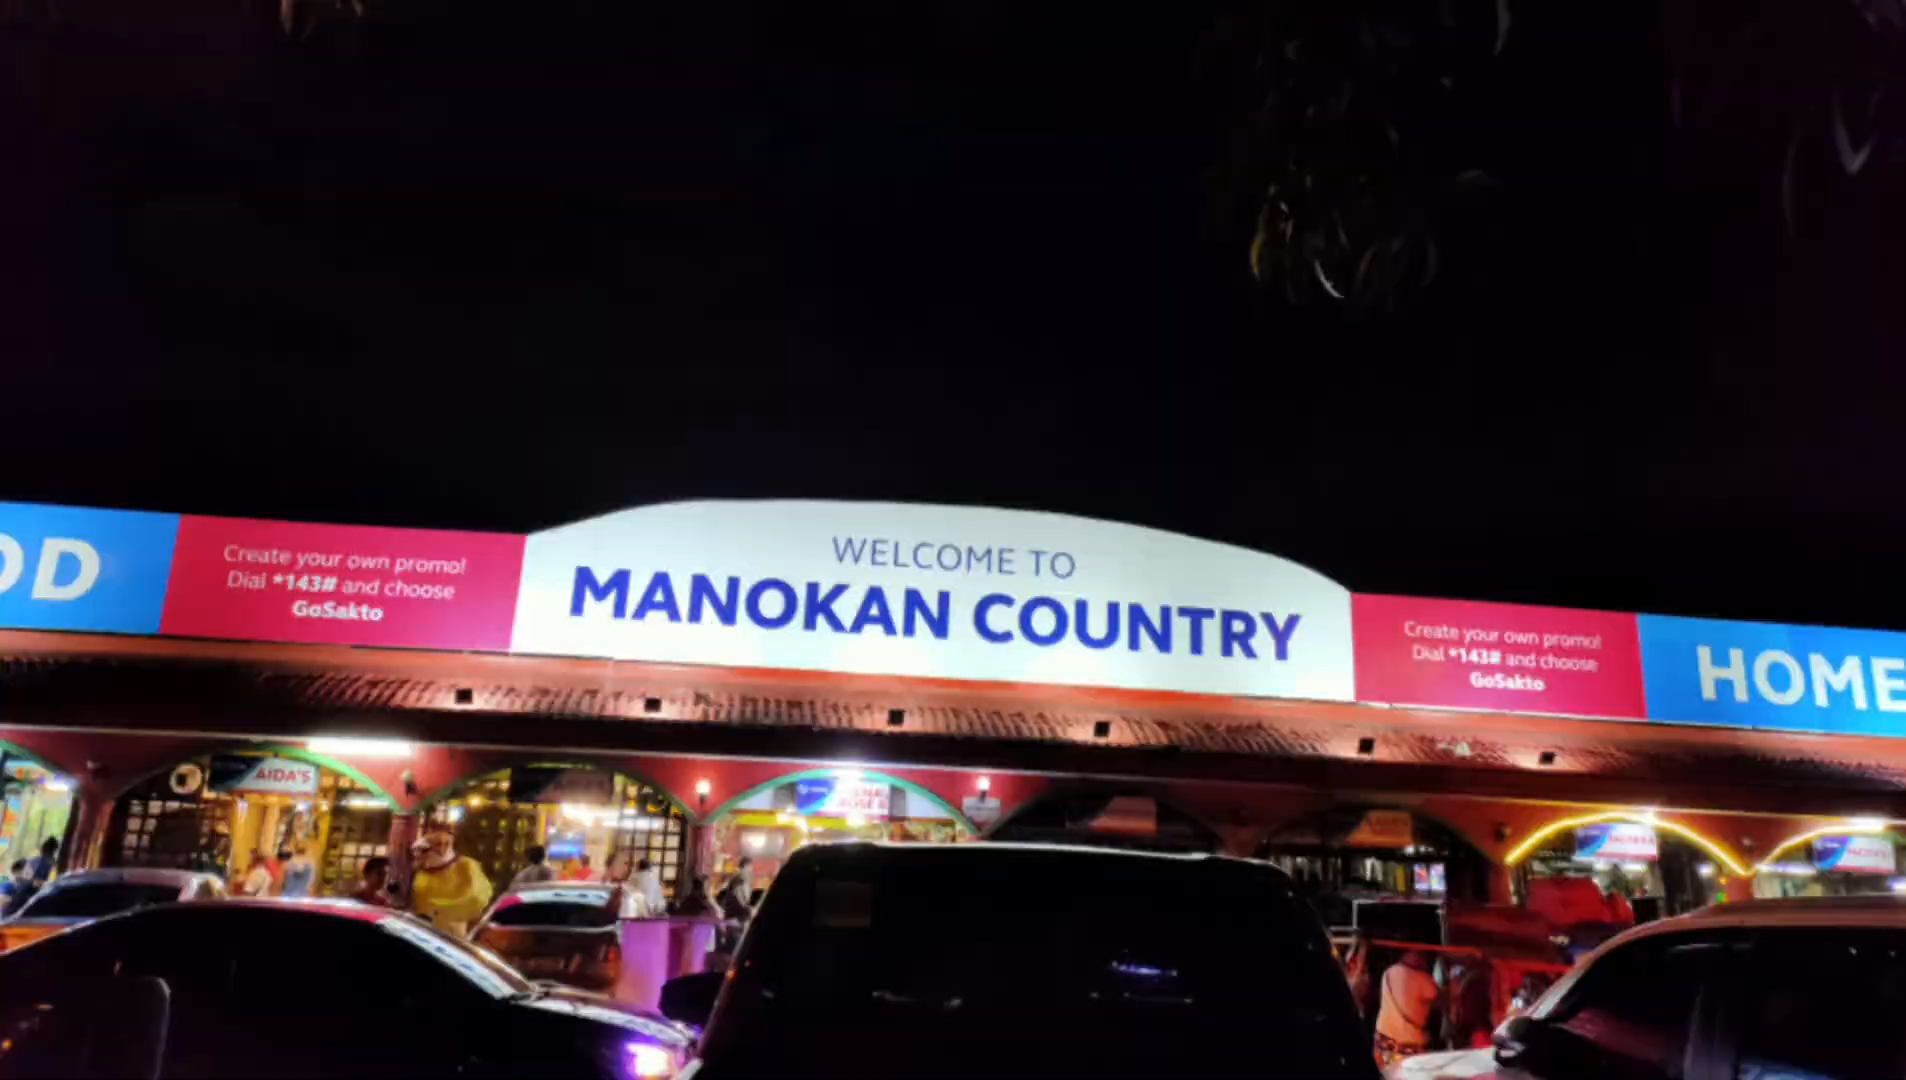 OD
Create your own promo!
Dial *143# and choose
GoSakto
WELCOME TO
MANOKAN COUNTRY
Create your own promo!
Dial *143# and choose
GoSakto
HOME
AIDA'S